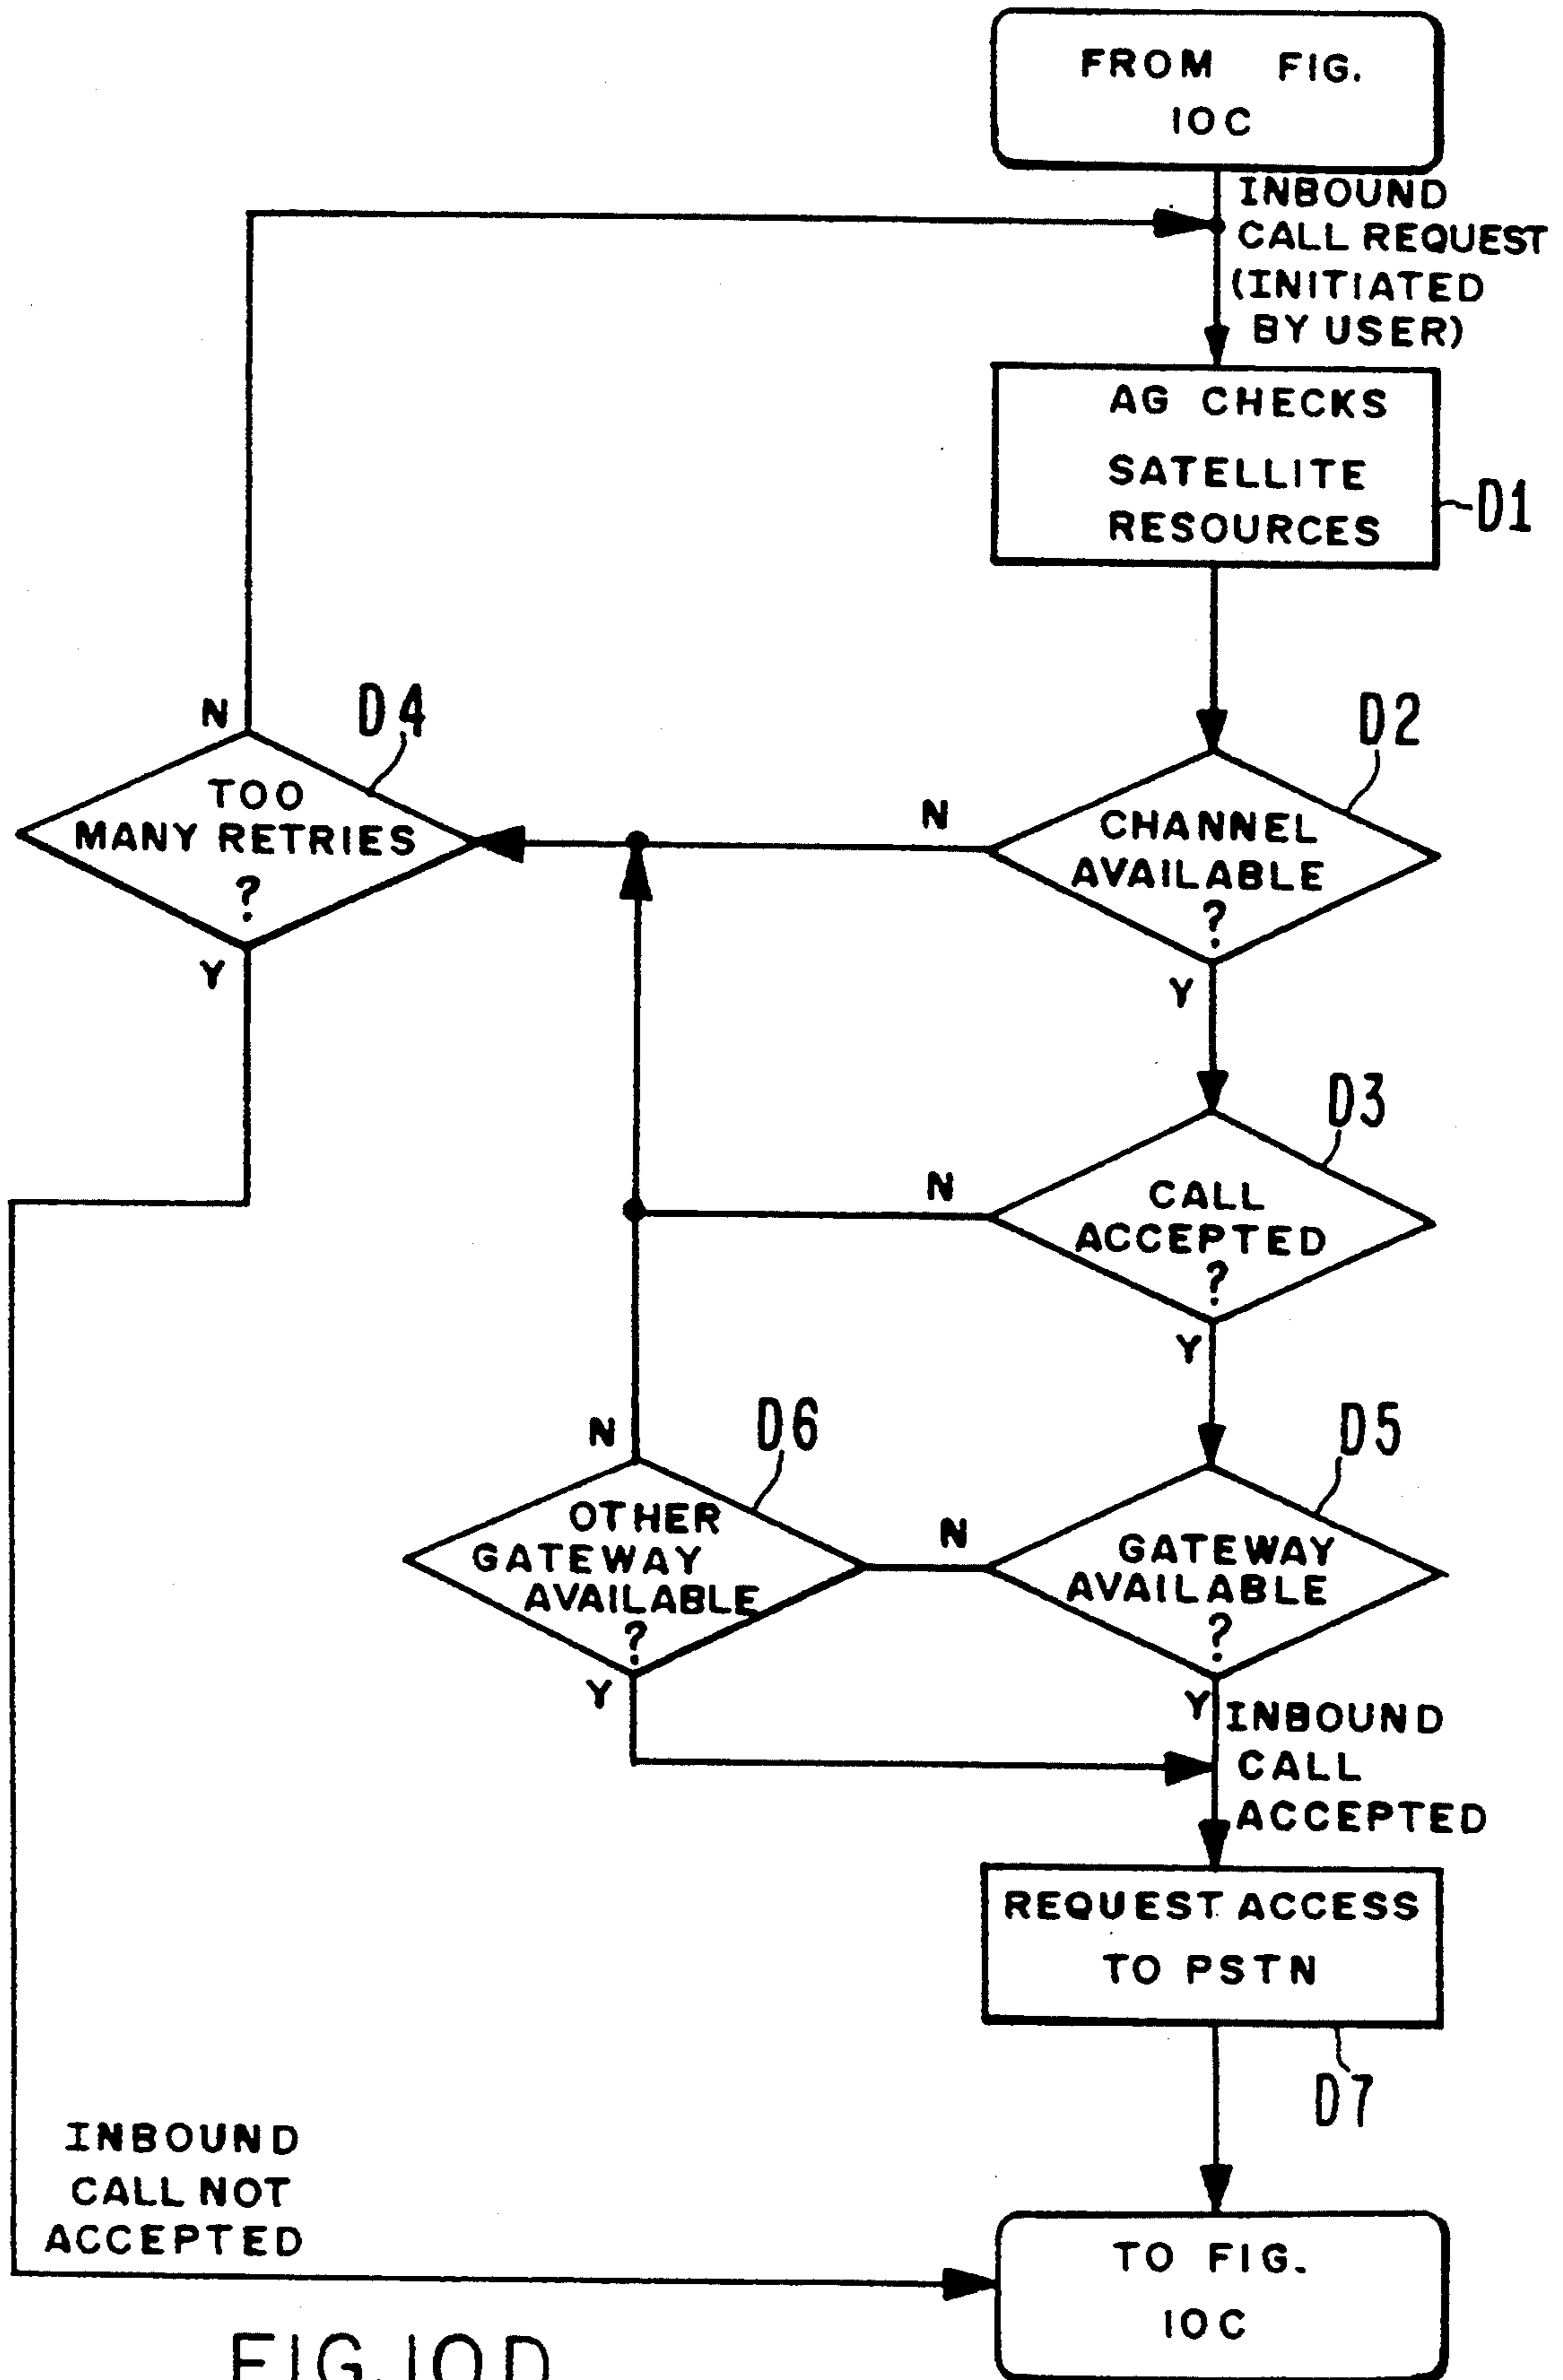 FROM FIG.
10C
INBOUND
CALL REQUEST
(INITIATED
BY USER)
AG CHECKS
SATELLITE
RESOURCES
D1
N
D4
TOO
MANY RETRIES
?
Y
D2
N
CHANNEL
AVAILABLE
?
Y
D3
N
CALL
ACCEPTED
?
Y
D6
N
OTHER
GATEWAY
AVAILABLE
?
Y
D5
N
GATEWAY
AVAILABLE
?
Y
INBOUND
CALL
ACCEPTED
REQUEST ACCESS
TO PSTN
D7
INBOUND
CALL NOT
ACCEPTED
TO FIG.
10C
FIG. 10D